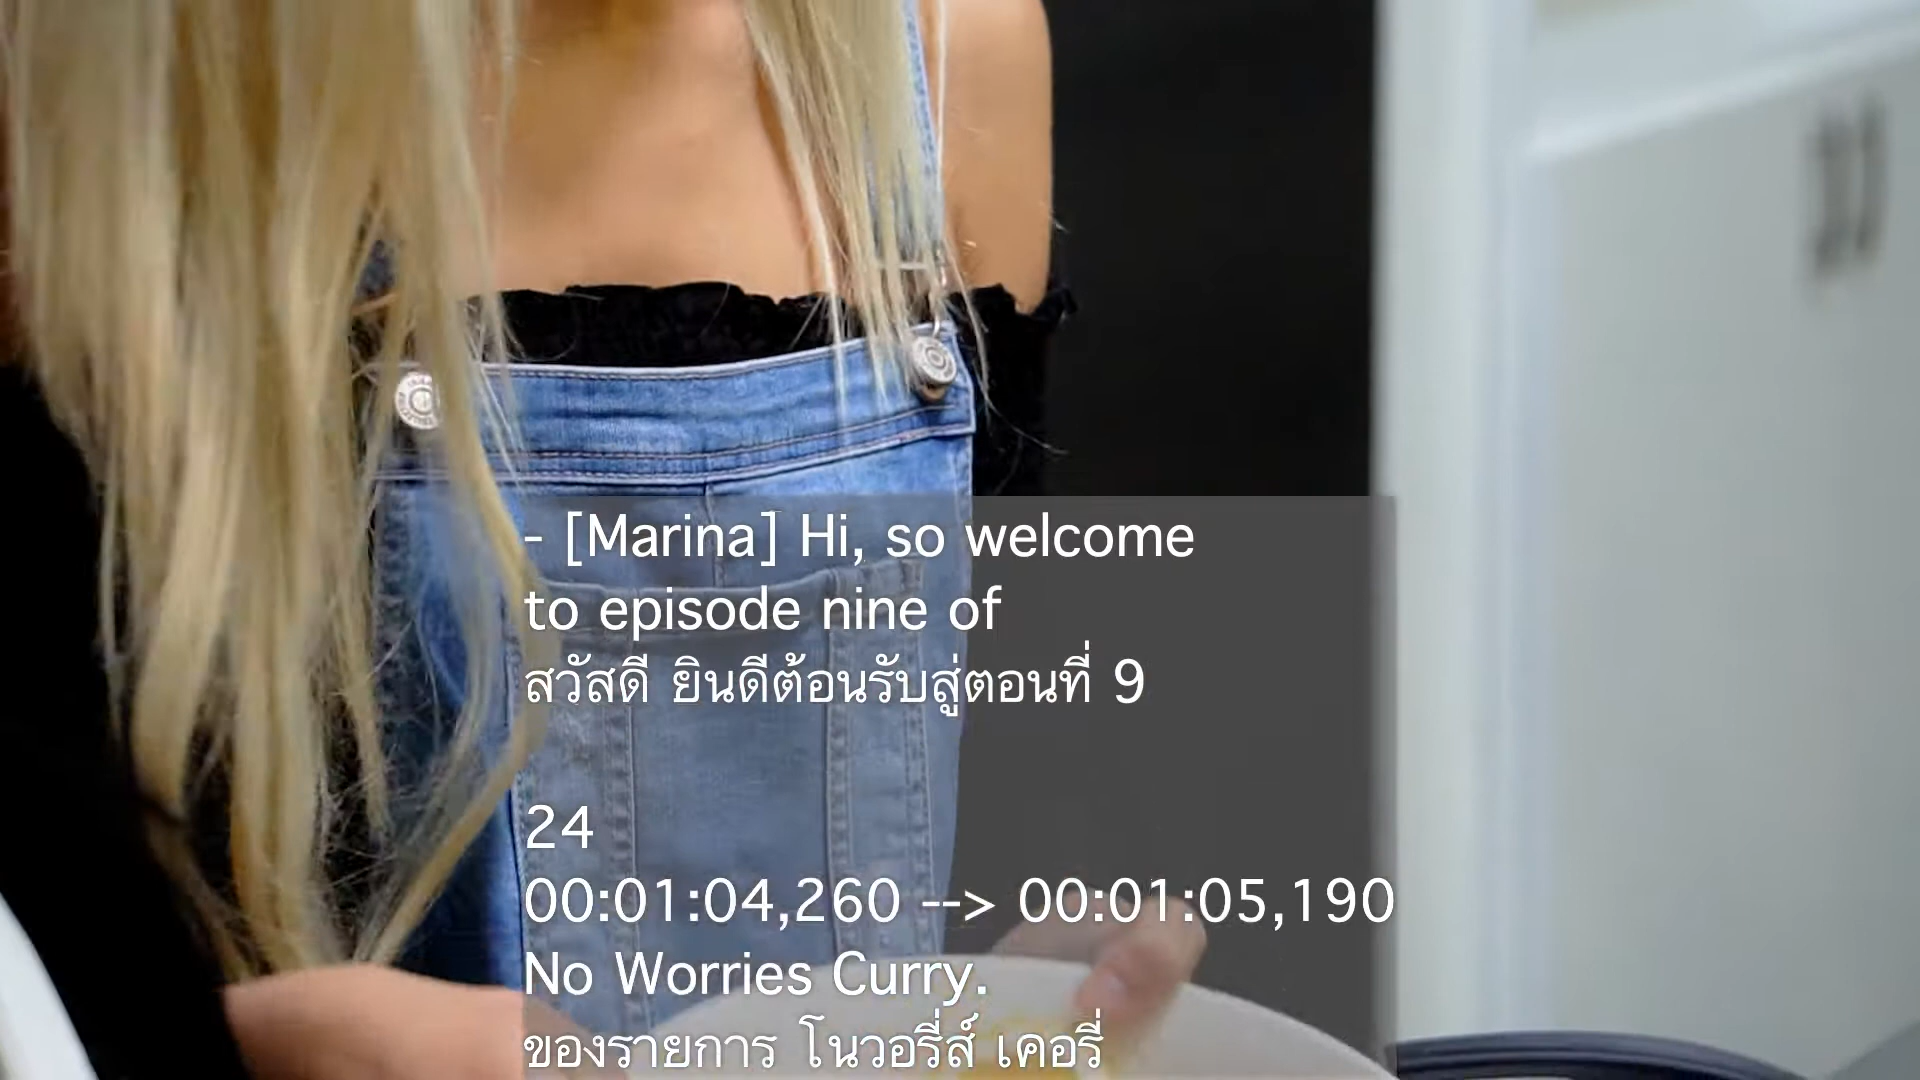 - [Marina] Hi, so welcome
to episode nine of
สวัสดี ยินดีต้อนรับสู่ตอนที่ 9
24
00:01:04,260 --> 00:01:05,190
No Worries Curry.
ของรายการ โนวอรี่ส์ เคอรี่